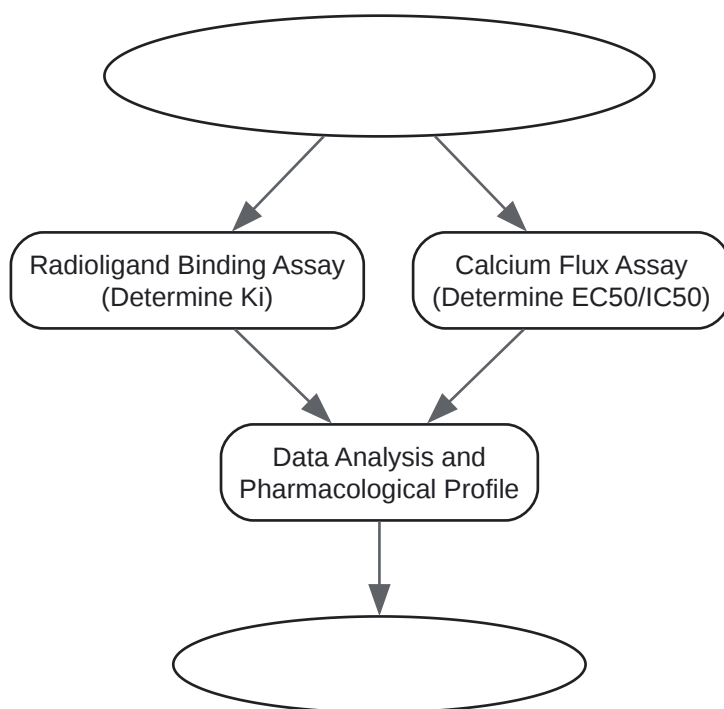 Radioligand Binding Assay
(Determine Ki)
Calcium Flux Assay
(Determine EC50/IC50)
Data Analysis and
Pharmacological Profile